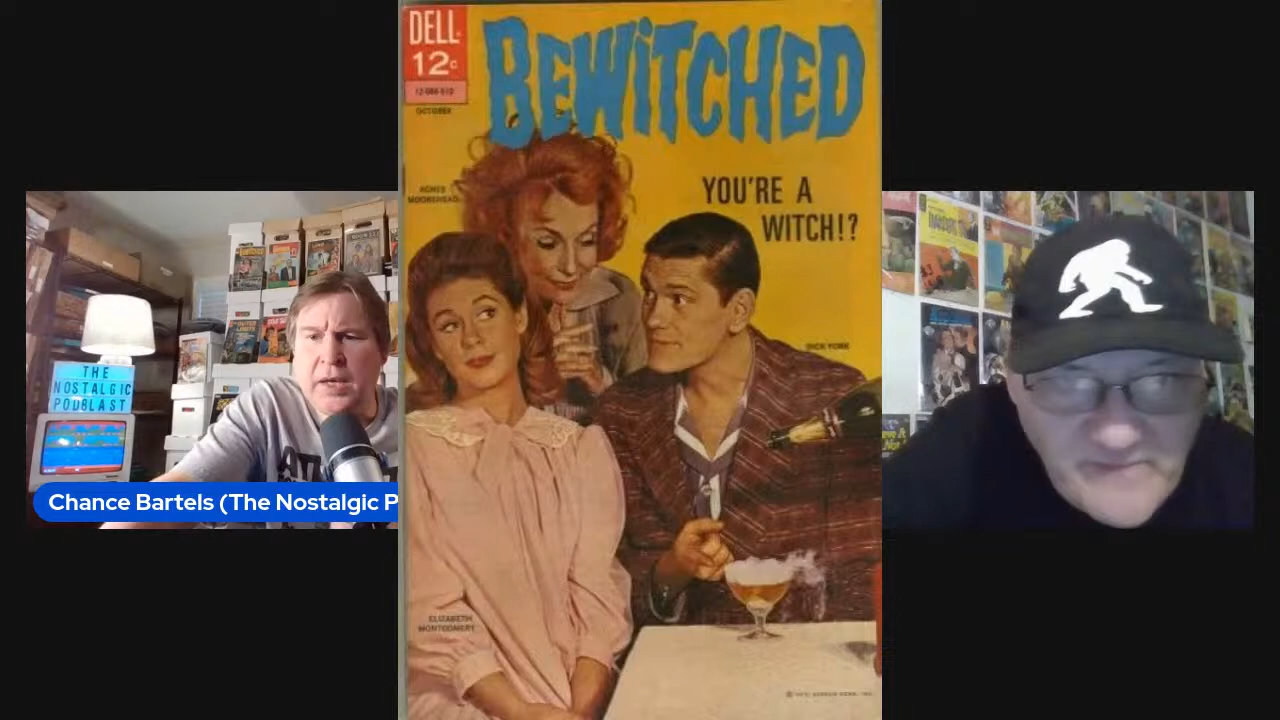 DELL
12c
OCTOBER
BEWITCHED
YOU'RE A
WITCH!?
AGNES
MOOREHEAD
DICK YORK
ELIZABETH
MONTGOMERY
THE
NOSTALGIC
PODBLAST
Chance Bartels (The Nostalgic P